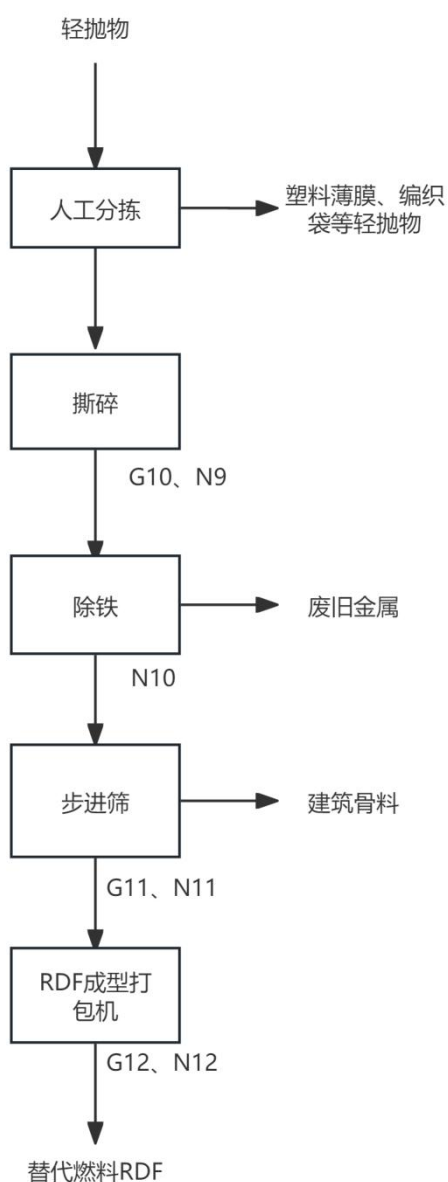 轻抛物
人工分拣
塑料薄膜、编织
袋等轻抛物
撕碎
G10、N9
除铁
废旧金属
N10
步进筛
建筑骨料
G11、N11
RDF成型打
包机
G12、N12
替代燃料RDF